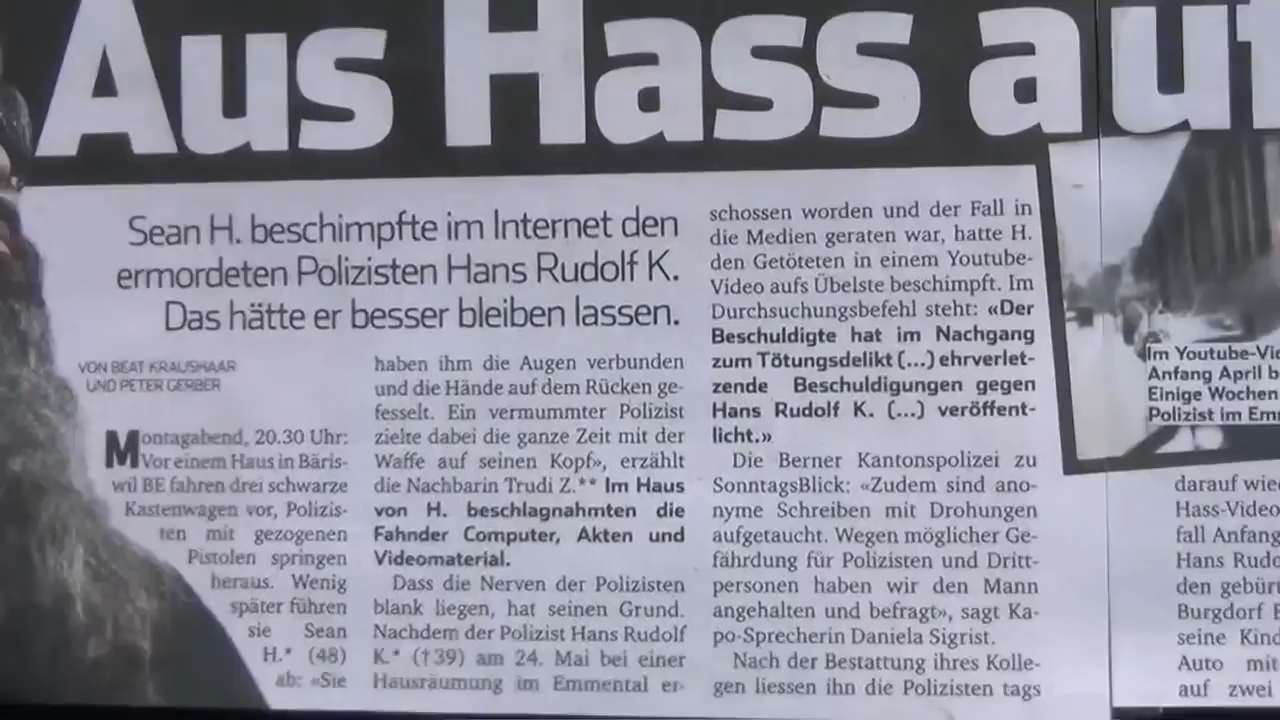 Aus Hass auf
Sean H. beschimpfte im Internet den
ermordeten Polizisten Hans Rudolf K.
Das hätte er besser bleiben lassen.
VON BEAT KRAUSHAAR
UND PETER GERBER
Montagabend, 20.30 Uhr:
Vor einem Haus in Bäris-
wil BE fahren drei schwarze
Kastenwagen vor, Polizis-
ten mit gezogenen
Pistolen springen
heraus. Wenig
später führen
sie Sean
H.* (48)
ab: «Sie
haben ihm die Augen verbunden
und die Hände auf dem Rücken ge-
fesselt. Ein vermummter Polizist
zielte dabei die ganze Zeit mit der
Waffe auf seinen Kopf», erzählt
die Nachbarin Trudi Z.** Im Haus
von H. beschlagnahmten die
Fahnder Computer, Akten und
Videomaterial.
Dass die Nerven der Polizisten
blank liegen, hat seinen Grund.
Nachdem der Polizist Hans Rudolf
K.* (†39) am 24. Mai bei einer
Hausräumung im Emmental er-
schossen worden und der Fall in
die Medien geraten war, hatte H.
den Getöteten in einem Youtube-
Video aufs Übelste beschimpft. Im
Durchsuchungsbefehl steht: «Der
Beschuldigte hat im Nachgang
zum Tötungsdelikt (...) ehrverlet-
zende Beschuldigungen gegen
Hans Rudolf K. (...) veröffent-
licht.»
Die Berner Kantonspolizei zu
SonntagsBlick: «Zudem sind ano-
nyme Schreiben mit Drohungen
aufgetaucht. Wegen möglicher Ge-
fährdung für Polizisten und Dritt-
personen haben wir den Mann
angehalten und befragt», sagt Ka-
po-Sprecherin Daniela Sigrist.
Nach der Bestattung ihres Kolle-
gen liessen ihn die Polizisten tags
Im Youtube-Vi
Anfang April b
Einige Wochen
Polizist im Em
darauf wie
Hass-Video
fall Anfang
Hans Rudo
den gebür
Burgdorf
seine Kind
Auto mit
auf zwei